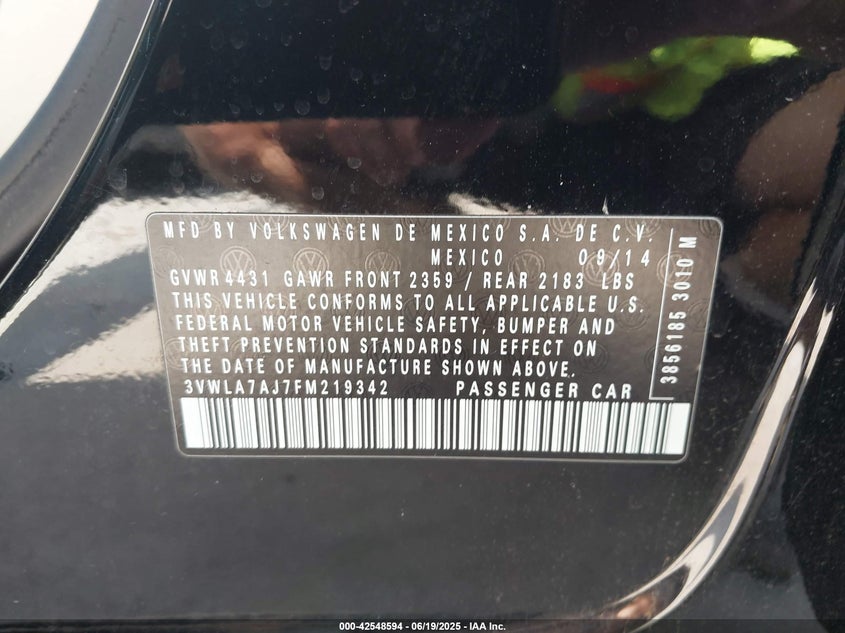 MFD BY VOLKSWAGEN DE MEXICO S.A. DE C.V.
MEXICO 09/14
GVWR 4431 GAWR FRONT 2359 / REAR 2183 LBS
THIS VEHICLE CONFORMS TO ALL APPLICABLE U.S.
FEDERAL MOTOR VEHICLE SAFETY, BUMPER AND
THEFT PREVENTION STANDARDS IN EFFECT ON
THE DATE OF MANUFACTURE SHOWN ABOVE.
3VWLA7AJ7FM219342 PASSENGER CAR
3856185 3010 M
000-42548594 - 06/19/2025 - IAA Inc.